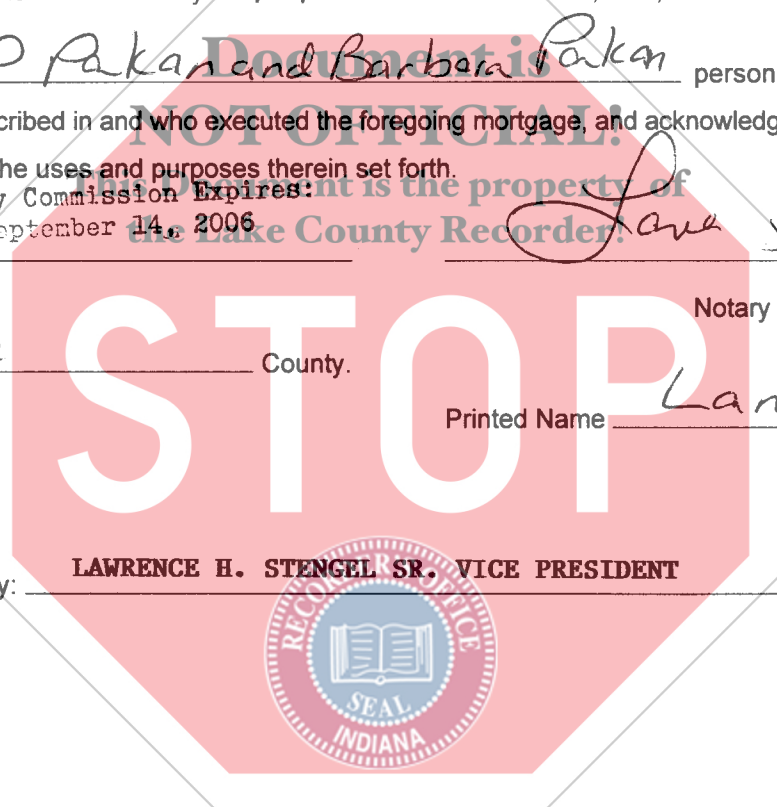 D Pakan and Barbara Pakan person
Document is
cribed in and who executed the foregoing mortgage, and acknowledg
NOT OFFICIAL!
he uses and purposes therein set forth.
This Document is the property of
y Commission Expires:
eptember 14, 2006
the Lake County Recorder!
Notary
County.
STOP
Printed Name Lan
LAWRENCE H. STENGEL SR. VICE PRESIDENT
y:
RECORDER'S OFFICE
SEAL
INDIANA